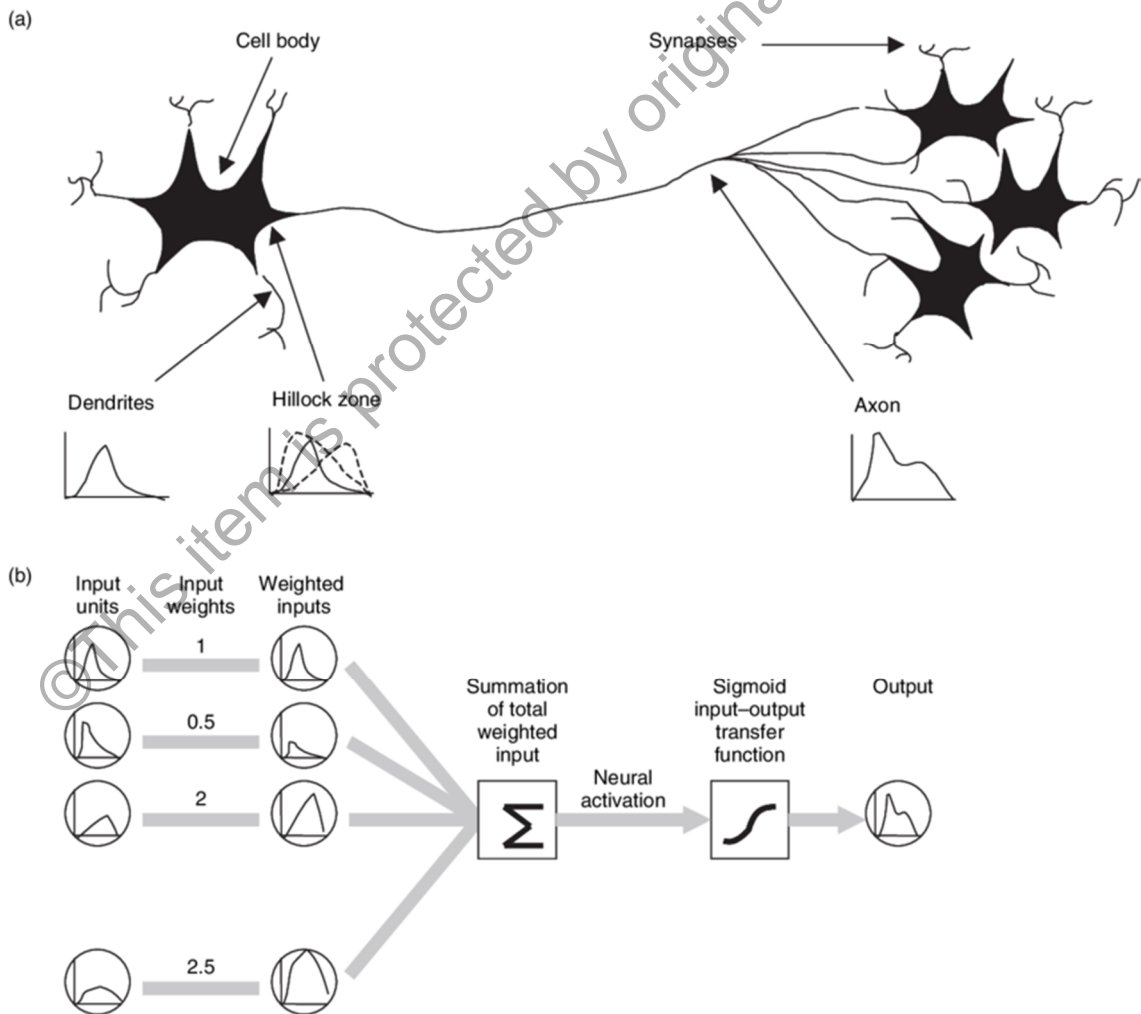 (a)
Cell body
Synapses
Dendrites
Hillock zone
Axon
©This item is protected by origina
(b)
Input
units
Input
weights
Weighted
inputs
1
0.5
2
2.5
Summation
of total
weighted
input
Neural
activation
Sigmoid
input–output
transfer
function
Output